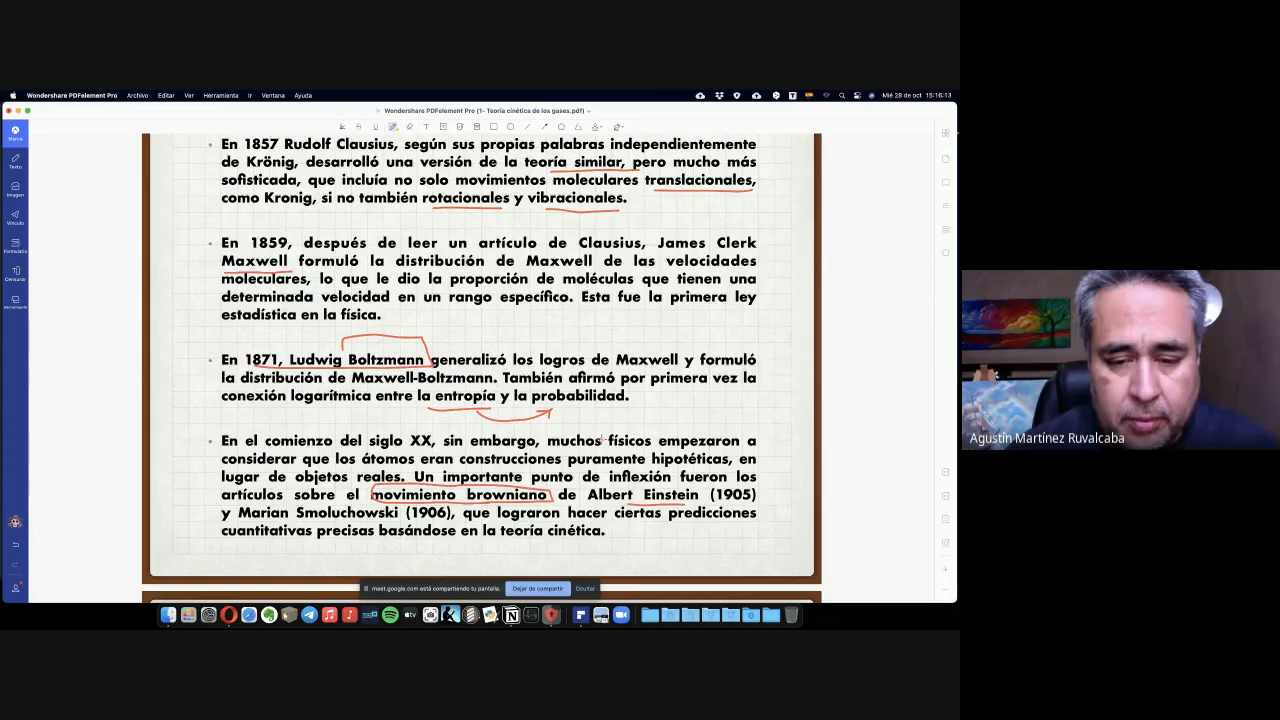 Wondershare PDFelement Pro Archivo Editar Ver Herramienta Ir Ventana Ayuda
Mié 28 de oct 15:16:13
Wondershare PDFelement Pro (1- Teoría cinética de los gases.pdf)
Marca
Texto
Imagen
Vínculo
Formulario
Censurar
Herramienta
• En 1857 Rudolf Clausius, según sus propias palabras independientemente
de Krönig, desarrolló una versión de la teoría similar, pero mucho más
sofisticada, que incluía no solo movimientos moleculares translacionales,
como Kronig, si no también rotacionales y vibracionales.
• En 1859, después de leer un artículo de Clausius, James Clerk
Maxwell formuló la distribución de Maxwell de las velocidades
moleculares, lo que le dio la proporción de moléculas que tienen una
determinada velocidad en un rango específico. Esta fue la primera ley
estadística en la física.
• En 1871, Ludwig Boltzmann generalizó los logros de Maxwell y formuló
la distribución de Maxwell-Boltzmann. También afirmó por primera vez la
conexión logarítmica entre la entropía y la probabilidad.
• En el comienzo del siglo XX, sin embargo, muchos físicos empezaron a
considerar que los átomos eran construcciones puramente hipotéticas, en
lugar de objetos reales. Un importante punto de inflexión fueron los
artículos sobre el movimiento browniano de Albert Einstein (1905)
y Marian Smoluchowski (1906), que lograron hacer ciertas predicciones
cuantitativas precisas basándose en la teoría cinética.
meet.google.com está compartiendo tu pantalla. Dejar de compartir Ocultar
Agustín Martínez Ruvalcaba